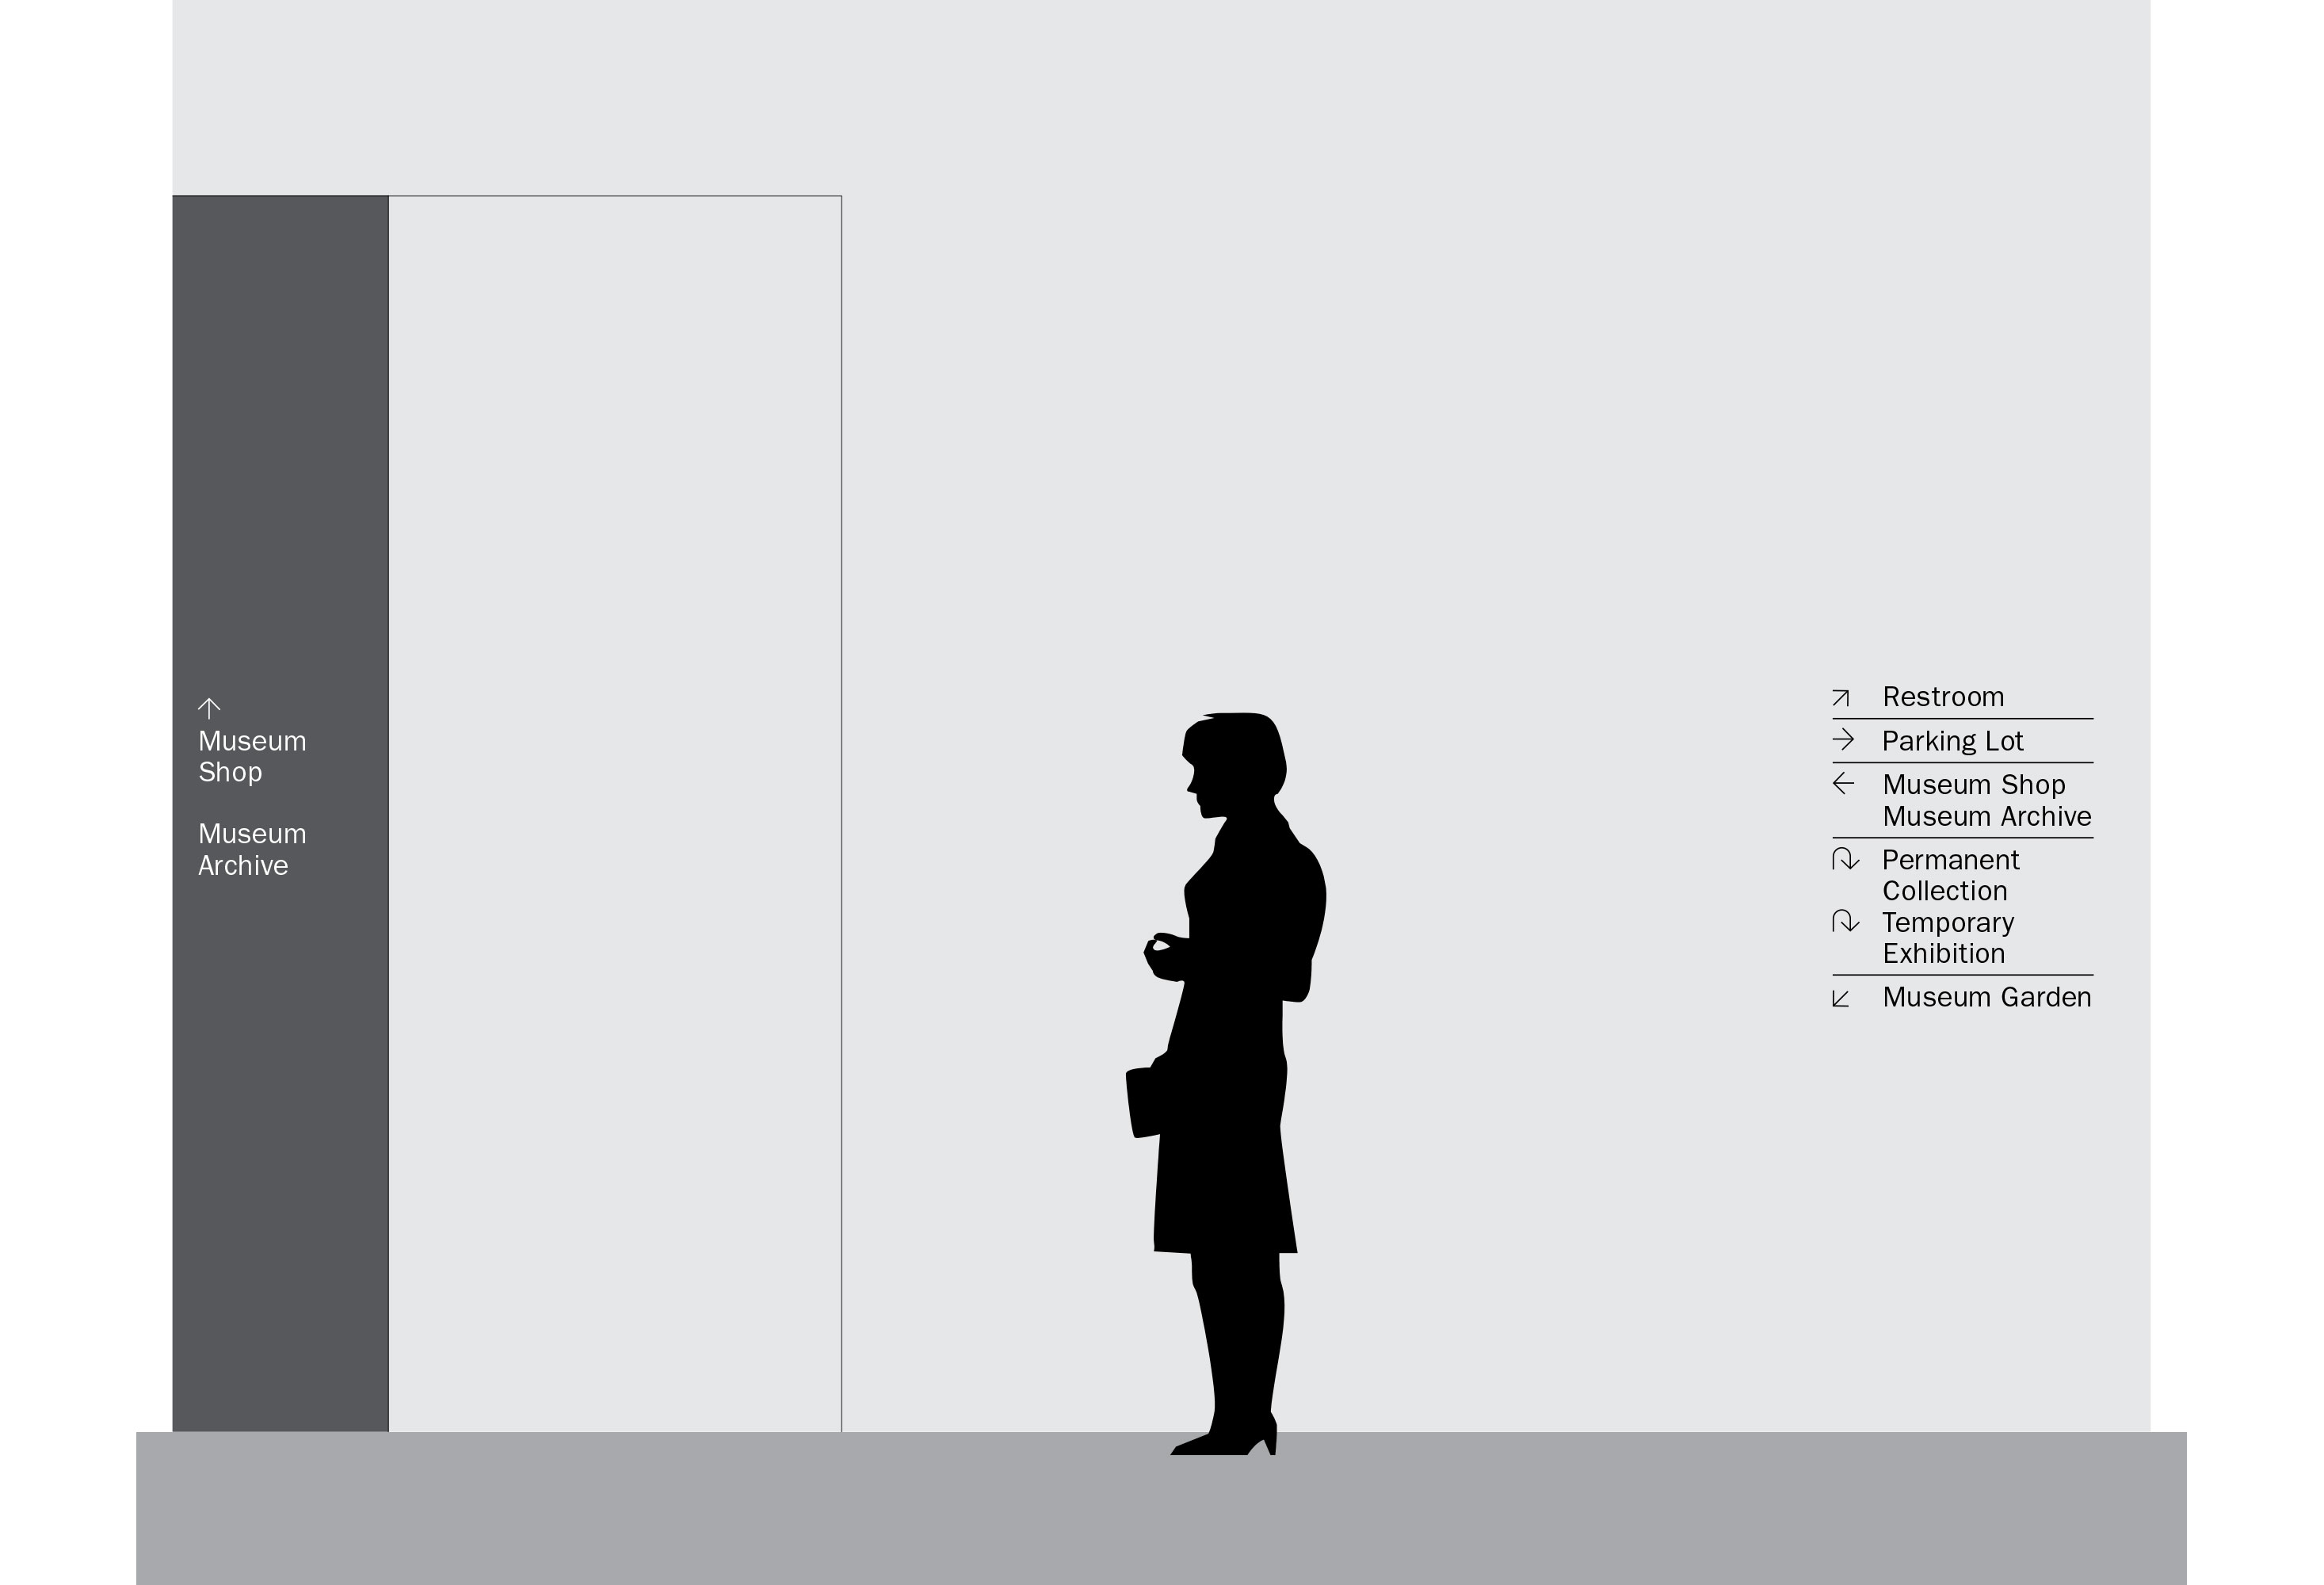 Museum
Shop
Museum
Archive
Restroom
Parking Lot
Museum Shop
Museum Archive
Permanent
Collection
Temporary
Exhibition
Museum Garden